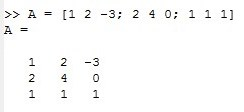 >> A = [1 2 -3; 2 4 0; 1 1 1]
A =
1 2 -3
2 4 0
1 1 1